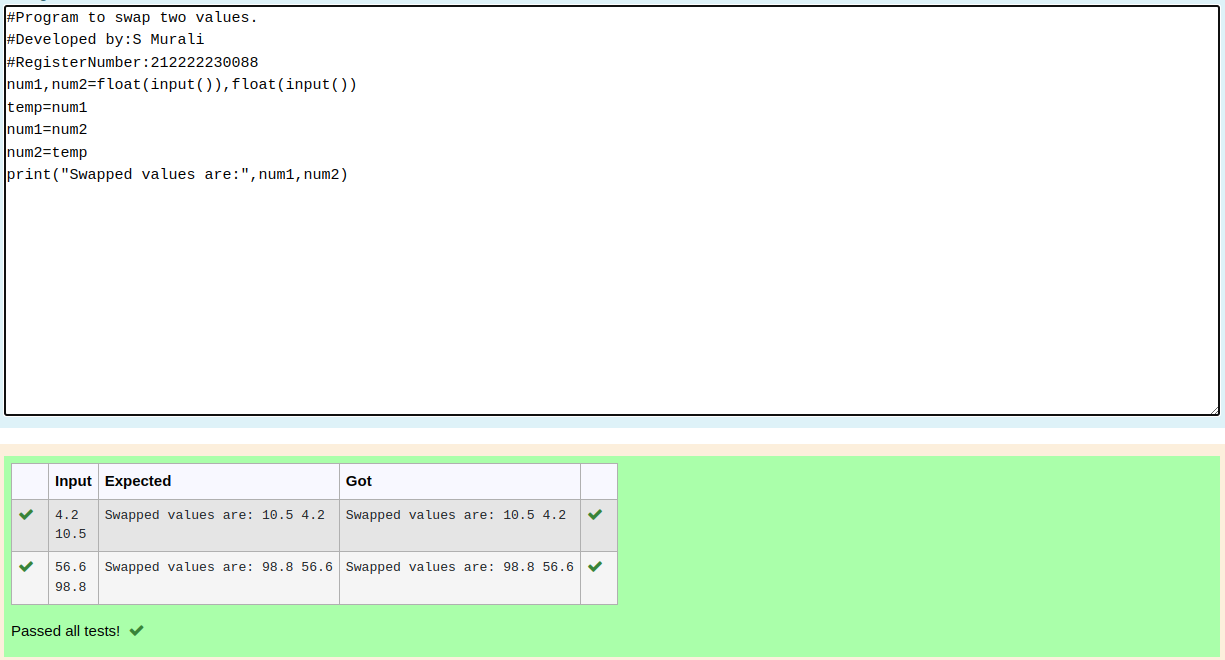 #Program to swap two values.
#Developed by:S Murali
#RegisterNumber:212222230088
num1,num2=float(input()),float(input())
temp=num1
num1=num2
num2=temp
print("Swapped values are:",num1,num2)
Input Expected Got
4.2 Swapped values are: 10.5 4.2 Swapped values are: 10.5 4.2
10.5
56.6 Swapped values are: 98.8 56.6 Swapped values are: 98.8 56.6
98.8
Passed all tests!